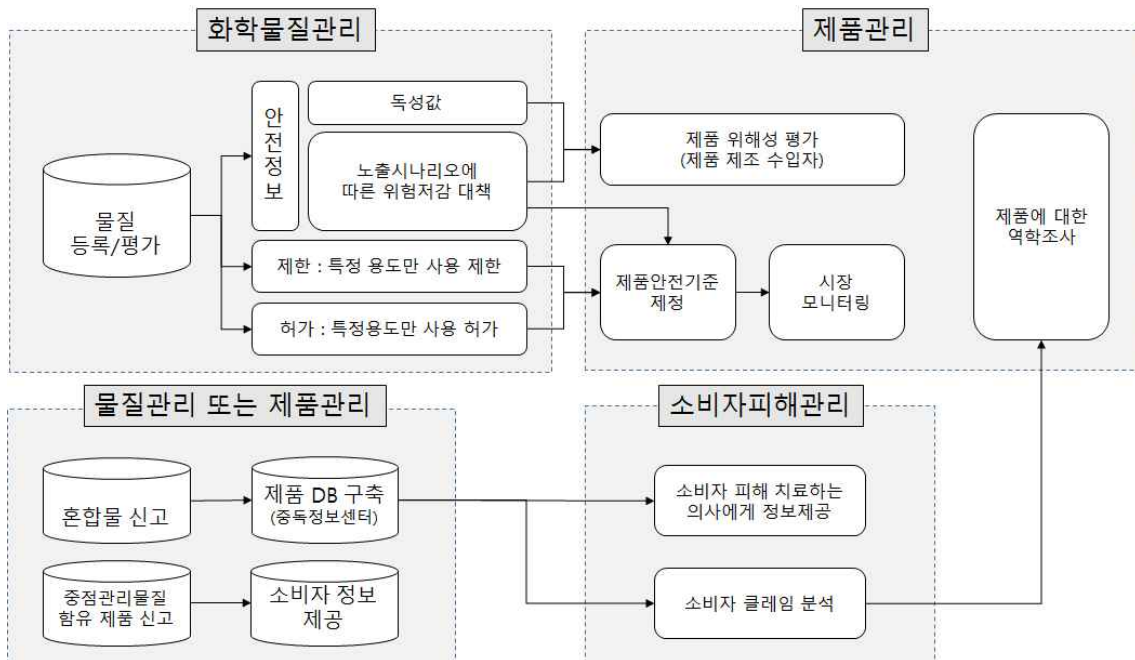 화학물질관리
안
전
정
보
독성값
노출시나리오에
따른 위험저감 대책
물질
등록/평가
제한 : 특정 용도만 사용 제한
허가 : 특정용도만 사용 허가
제품관리
제품 위해성 평가
(제품 제조 수입자)
제품안전기준
제정
시장
모니터링
제품에 대한
역학조사
물질관리 또는 제품관리
혼합물 신고
제품 DB 구축
(중독정보센터)
중점관리물질
함유 제품 신고
소비자 정보
제공
소비자피해관리
소비자 피해 치료하는
의사에게 정보제공
소비자 클레임 분석